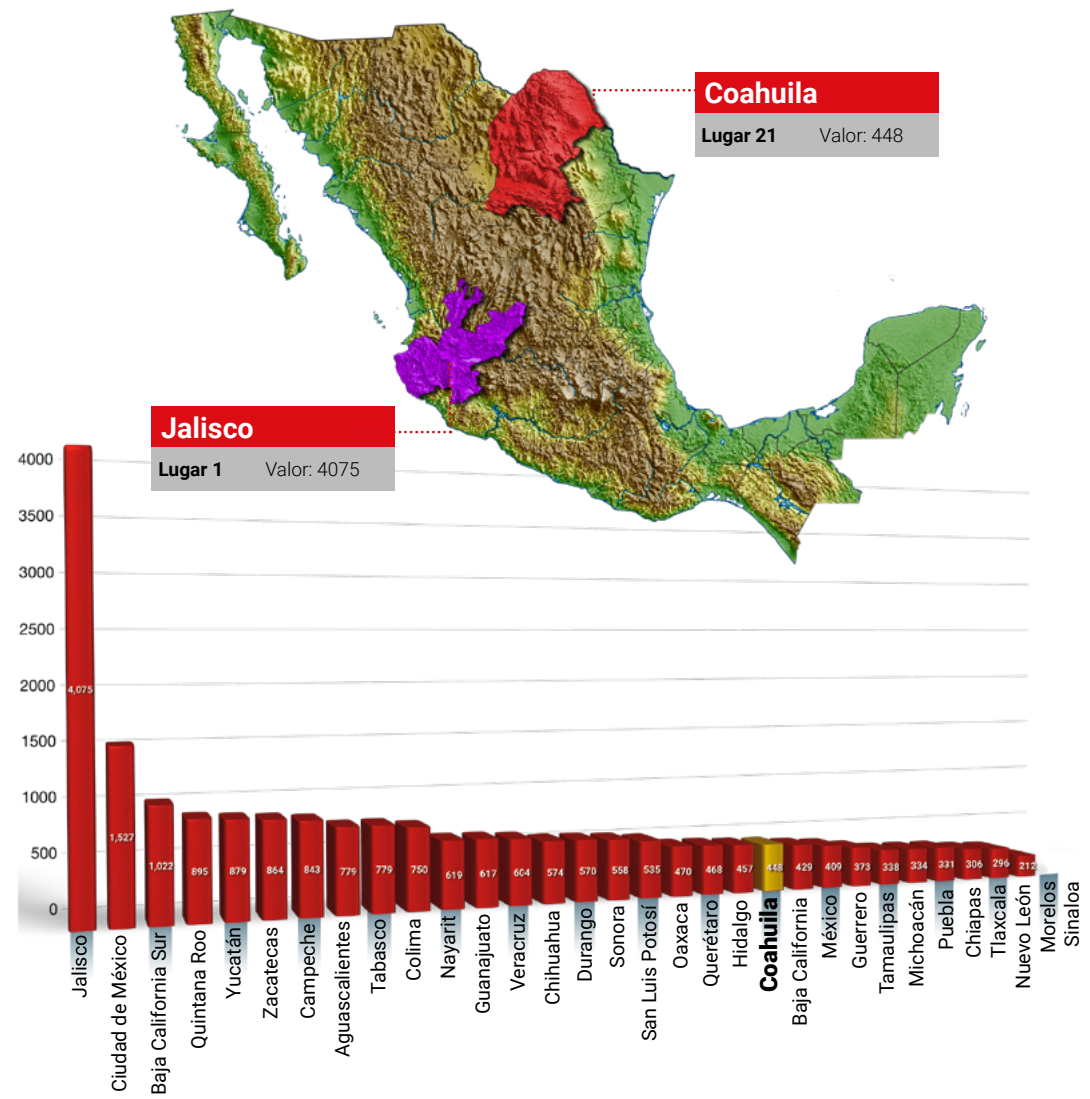 Coahuila
Lugar 21 Valor: 448
Jalisco
Lugar 1 Valor: 4075
4000
3500
3000
2500
2000
1500
1000
500
0
4,075
1,527
1,022
895
879
864
843
779
779
750
619
617
604
574
570
558
535
470
468
457
448
429
409
373
338
334
331
306
296
212
Jalisco
Ciudad de México
Baja California Sur
Quintana Roo
Yucatán
Zacatecas
Campeche
Aguascalientes
Tabasco
Colima
Nayarit
Guanajuato
Veracruz
Chihuahua
Durango
Sonora
San Luis Potosí
Oaxaca
Querétaro
Hidalgo
Coahuila
Baja California
México
Guerrero
Tamaulipas
Michoacán
Puebla
Chiapas
Tlaxcala
Nuevo León
Morelos
Sinaloa